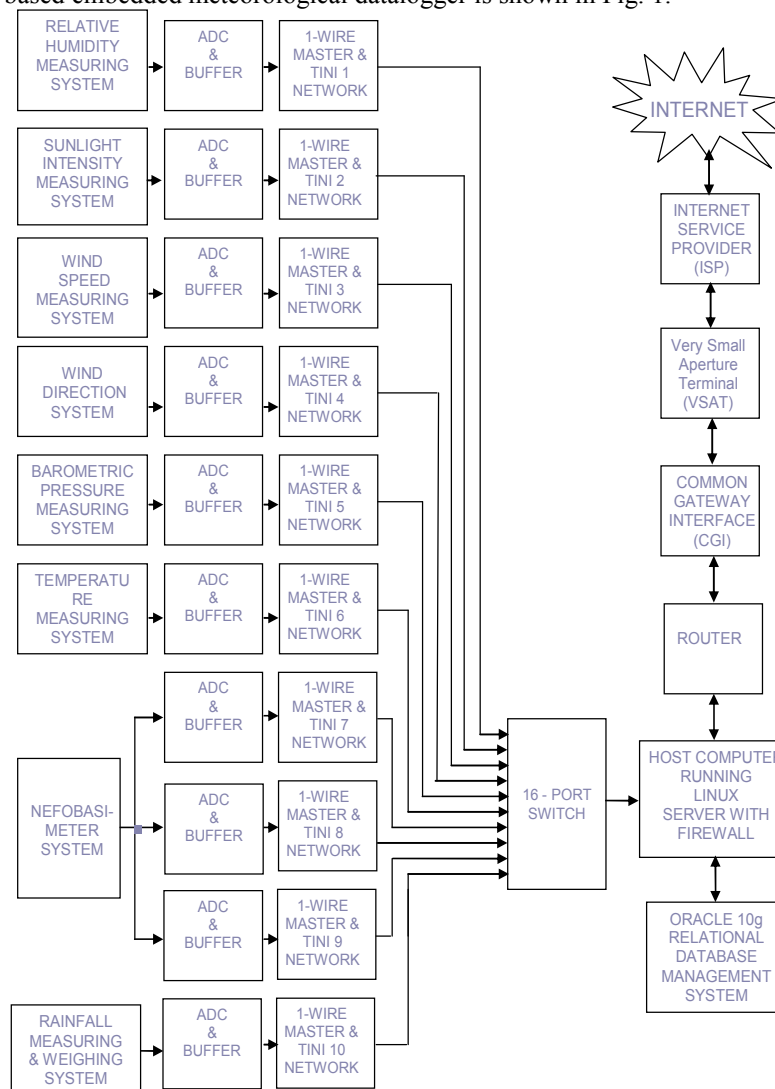 based embedded meteorological datalogger is shown in Fig. 1.
RELATIVE
HUMIDITY
MEASURING
SYSTEM
ADC
&
BUFFER
1-WIRE
MASTER &
TINI 1
NETWORK
SUNLIGHT
INTENSITY
MEASURING
SYSTEM
ADC
&
BUFFER
1-WIRE
MASTER &
TINI 2
NETWORK
WIND
SPEED
MEASURING
SYSTEM
ADC
&
BUFFER
1-WIRE
MASTER &
TINI 3
NETWORK
WIND
DIRECTION
SYSTEM
ADC
&
BUFFER
1-WIRE
MASTER &
TINI 4
NETWORK
BAROMETRIC
PRESSURE
MEASURING
SYSTEM
ADC
&
BUFFER
1-WIRE
MASTER &
TINI 5
NETWORK
TEMPERATU
RE
MEASURING
SYSTEM
ADC
&
BUFFER
1-WIRE
MASTER &
TINI 6
NETWORK
NEFOBASI-
METER
SYSTEM
ADC
&
BUFFER
1-WIRE
MASTER &
TINI 7
NETWORK
ADC
&
BUFFER
1-WIRE
MASTER &
TINI 8
NETWORK
ADC
&
BUFFER
1-WIRE
MASTER &
TINI 9
NETWORK
RAINFALL
MEASURING
& WEIGHING
SYSTEM
ADC
&
BUFFER
1-WIRE
MASTER &
TINI 10
NETWORK
16 - PORT
SWITCH
INTERNET
INTERNET
SERVICE
PROVIDER
(ISP)
Very Small
Aperture
Terminal
(VSAT)
COMMON
GATEWAY
INTERFACE
(CGI)
ROUTER
HOST COMPUTER
RUNNING
LINUX
SERVER WITH
FIREWALL
ORACLE 10g
RELATIONAL
DATABASE
MANAGEMENT
SYSTEM